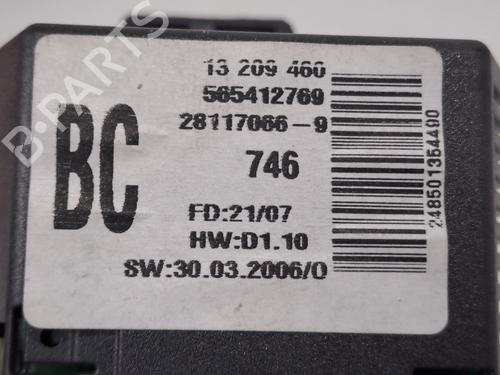 13 209 460
565412769
28117066-9
BC
746
FD:21/07
HW:D1.10
SW:30.03.2006/0
248501354400
B-PARTS